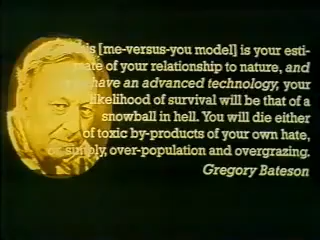 is [me-versus-you model] is your esti-
mate of your relationship to nature, and
have an advanced technology, your
likelihood of survival will be that of a
snowball in hell. You will die either
of toxic by-products of your own hate,
or simply, over-population and overgrazing.
Gregory Bateson